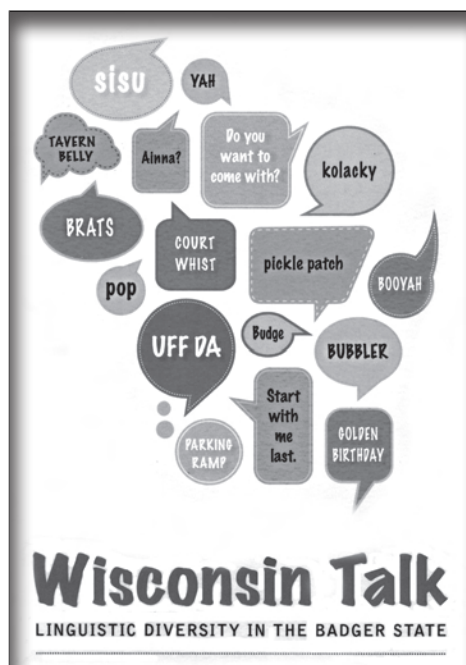 sisu
YAH
TAVERN
BELLY
Ainna?
Do you
want to
come with?
kolacky
BRATS
COURT
WHIST
pickle patch
BOOYAH
pop
UFF DA
Budge
BUBBLER
Start
with
me
last.
PARKING
RAMP
GOLDEN
BIRTHDAY
Wisconsin Talk
LINGUISTIC DIVERSITY IN THE BADGER STATE